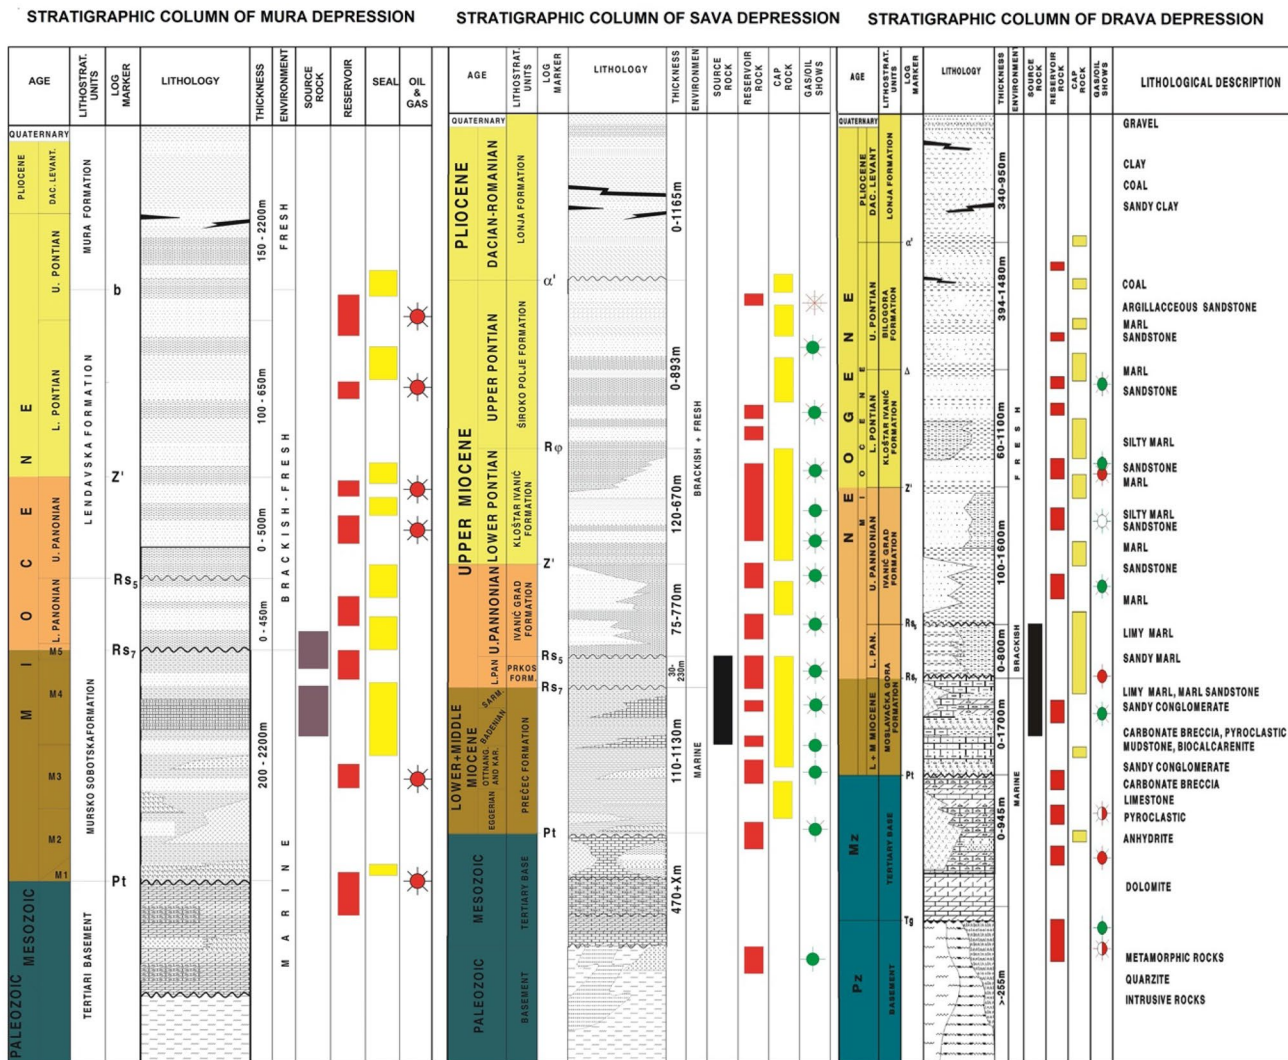 STRATIGRAPHIC COLUMN OF MURA DEPRESSION
AGE
LITHOSTRAT. UNITS
LOG MARKER
LITHOLOGY
THICKNESS
ENVIRONMENT
SOURCE ROCK
RESERVOIR
SEAL
OIL & GAS
QUATERNARY
PLIOCENE
DAC. LEVANT.
MIOCENE
U. PONTIAN
L. PONTIAN
U. PANONIAN
L. PANONIAN
M5
M4
M3
M2
M1
MESOZOIC
PALEOZOIC
MURA FORMATION
LENDAVSKA FORMATION
MURSKO SOBOTSKAFORMATION
TERTIARI BASEMENT
b
Z'
Rs5
Rs7
Pt
150 - 2200m
100 - 650m
0 - 500m
0 - 450m
200 - 2200m
FRESH
BRACKISH-FRESH
MARINE
STRATIGRAPHIC COLUMN OF SAVA DEPRESSION
AGE
LITHOSTRAT. UNITS
LOG MARKER
LITHOLOGY
THICKNESS
ENVIRONMEN
SOURCE ROCK
RESERVOIR ROCK
CAP ROCK
GAS/OIL SHOWS
QUATERNARY
PLIOCENE
DACIAN-ROMANIAN
UPPER MIOCENE
UPPER PONTIAN
LOWER PONTIAN
U.PANNONIAN
L.PAN
LOWER+MIDDLE MIOCENE
SARM.
BADENIAN
OTTNANG. AND KAR.
EGGERIAN
MESOZOIC
PALEOZOIC
LONJA FORMATION
ŠIROKO POLJE FORMATION
KLOŠTAR IVANIĆ FORMATION
IVANIĆ GRAD FORMATION
PRKOS FORM.
PREČEC FORMATION
TERTIARY BASE
BASEMENT
α'
Rφ
Z'
Rs5
Rs7
Pt
0-1165m
0-893m
120-670m
75-770m
30-230m
110-1130m
470+Xm
BRACKISH + FRESH
MARINE
STRATIGRAPHIC COLUMN OF DRAVA DEPRESSION
AGE
LITHOSTRAT. UNITS
LOG MARKER
LITHOLOGY
THICKNESS
ENVIRONMENT
SOURCE ROCK
RESERVOIR ROCK
CAP ROCK
GAS/OIL SHOWS
LITHOLOGICAL DESCRIPTION
QUATERNARY
NEOGENE
PLIOCENE
DAC. LEVANT
MIOCENE
U. PONTIAN
L. PONTIAN
U. PANNONIAN
L. PAN.
L + M MIOCENE
Mz
Pz
LONJA FORMATION
BILOGORA FORMATION
KLOŠTAR IVANIĆ FORMATION
IVANIĆ GRAD FORMATION
MOSLAVAČKA GORA FORMATION
TERTIARY BASE
BASEMENT
α'
Δ
Z'
Pt
Tg
340-950m
394-1480m
60-1100m
100-1600m
0-800m
0-1700m
0-945m
>-255m
FRESH
BRACKISH
MARINE
GRAVEL
CLAY
COAL
SANDY CLAY
COAL
ARGILLACCEOUS SANDSTONE
MARL
SANDSTONE
MARL
SANDSTONE
SILTY MARL
SANDSTONE
MARL
SILTY MARL
SANDSTONE
MARL
SANDSTONE
MARL
LIMY MARL
SANDY MARL
LIMY MARL, MARL SANDSTONE
SANDY CONGLOMERATE
CARBONATE BRECCIA, PYROCLASTIC
MUDSTONE, BIOCALCARENITE
SANDY CONGLOMERATE
CARBONATE BRECCIA
LIMESTONE
PYROCLASTIC
ANHYDRITE
DOLOMITE
METAMORPHIC ROCKS
QUARZITE
INTRUSIVE ROCKS